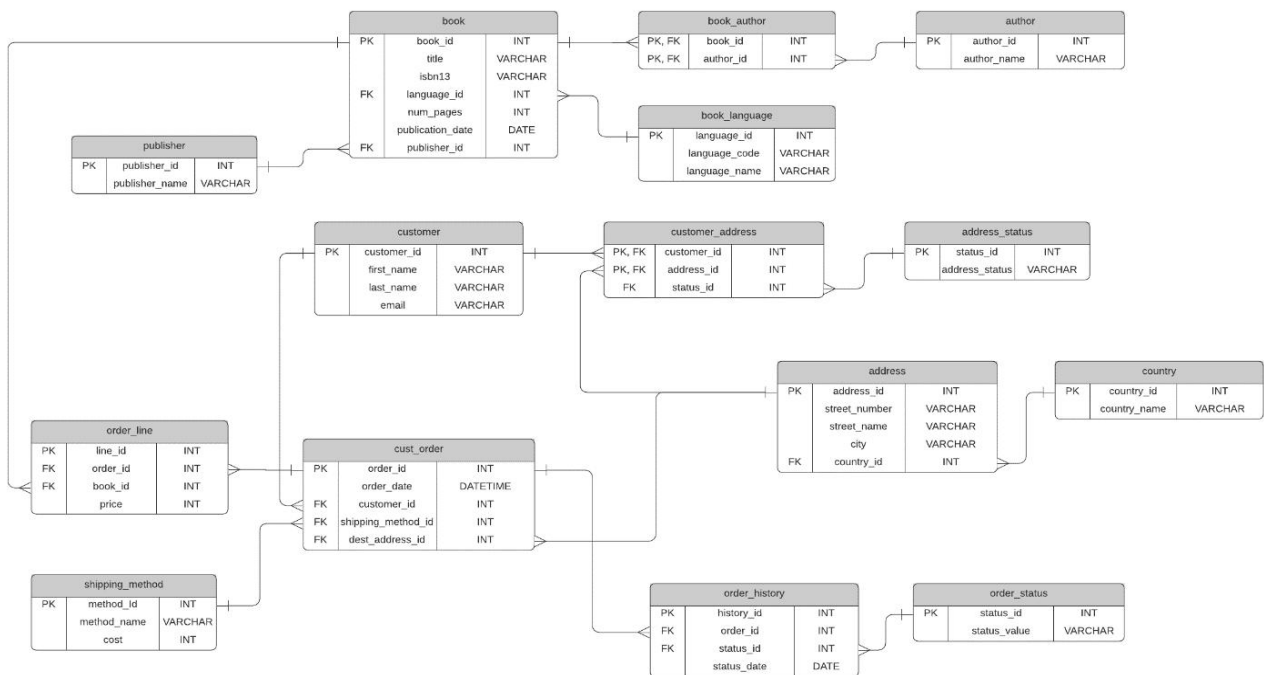 book
PK book_id INT
title VARCHAR
isbn13 VARCHAR
FK language_id INT
num_pages INT
publication_date DATE
FK publisher_id INT
book_author
PK, FK book_id INT
PK, FK author_id INT
author
PK author_id INT
author_name VARCHAR
book_language
PK language_id INT
language_code VARCHAR
language_name VARCHAR
publisher
PK publisher_id INT
publisher_name VARCHAR
customer
PK customer_id INT
first_name VARCHAR
last_name VARCHAR
email VARCHAR
customer_address
PK, FK customer_id INT
PK, FK address_id INT
FK status_id INT
address_status
PK status_id INT
address_status VARCHAR
address
PK address_id INT
street_number VARCHAR
street_name VARCHAR
city VARCHAR
FK country_id INT
country
PK country_id INT
country_name VARCHAR
order_line
PK line_id INT
FK order_id INT
FK book_id INT
price INT
cust_order
PK order_id INT
order_date DATETIME
FK customer_id INT
FK shipping_method_id INT
FK dest_address_id INT
shipping_method
PK method_Id INT
method_name VARCHAR
cost INT
order_history
PK history_id INT
FK order_id INT
FK status_id INT
status_date DATE
order_status
PK status_id INT
status_value VARCHAR